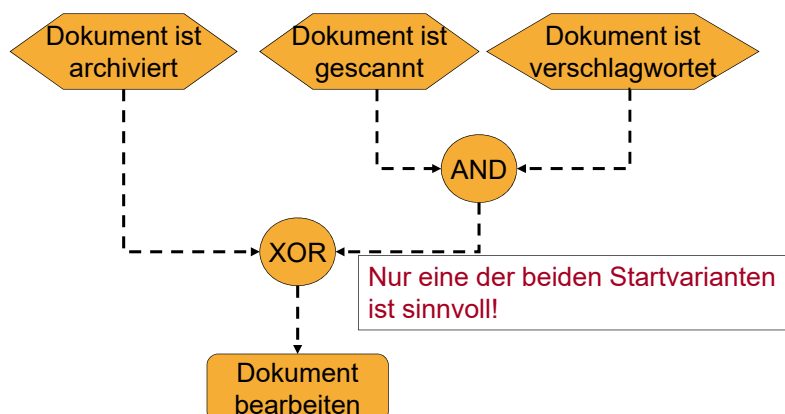 Dokument ist
archiviert
Dokument ist
gescannt
Dokument ist
verschlagwortet
AND
XOR
Nur eine der beiden Startvarianten
ist sinnvoll!
Dokument
bearbeiten